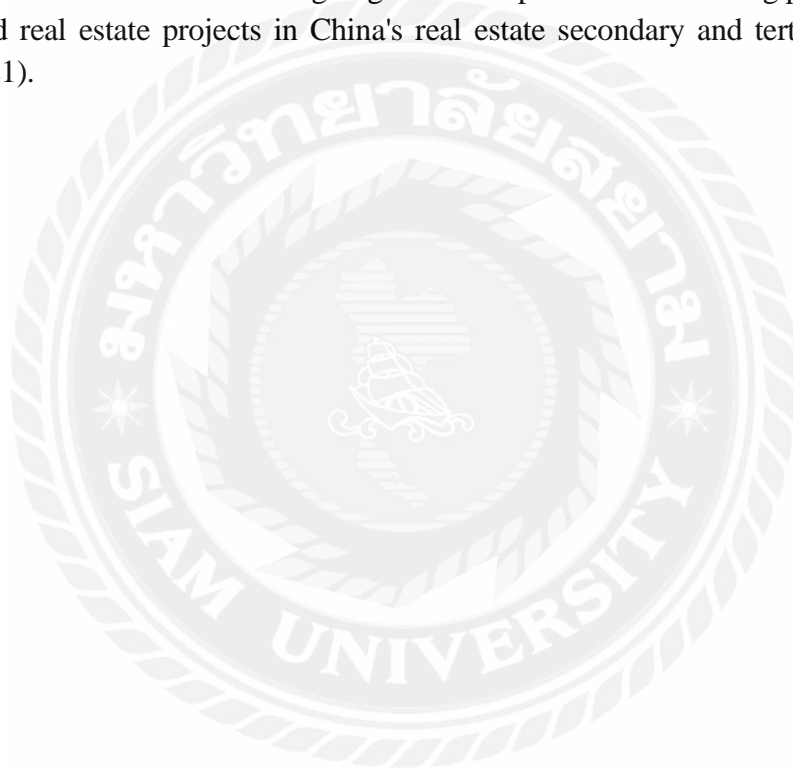 real estate projects in China's real estate secondary and
1).
มหาวิทยาลัยสยาม
SIAM UNIVERSITY